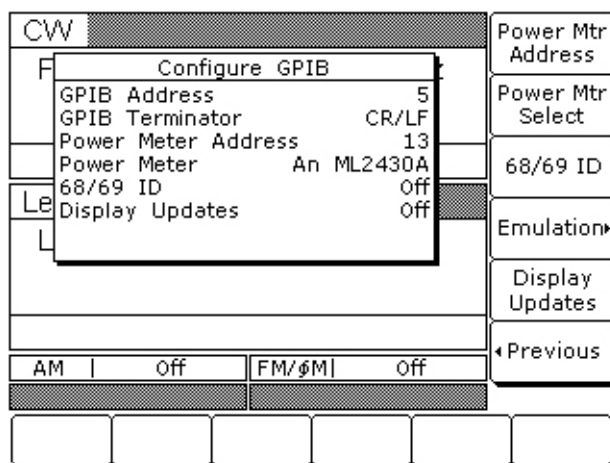 CW
F
Configure GPIB
GPIB Address 5
GPIB Terminator CR/LF
Power Meter Address 13
Power Meter An ML2430A
68/69 ID Off
Display Updates Off
Le
L
AM | Off
FM/ϕM| Off
Power Mtr
Address
Power Mtr
Select
68/69 ID
Emulation▸
Display
Updates
◂Previous